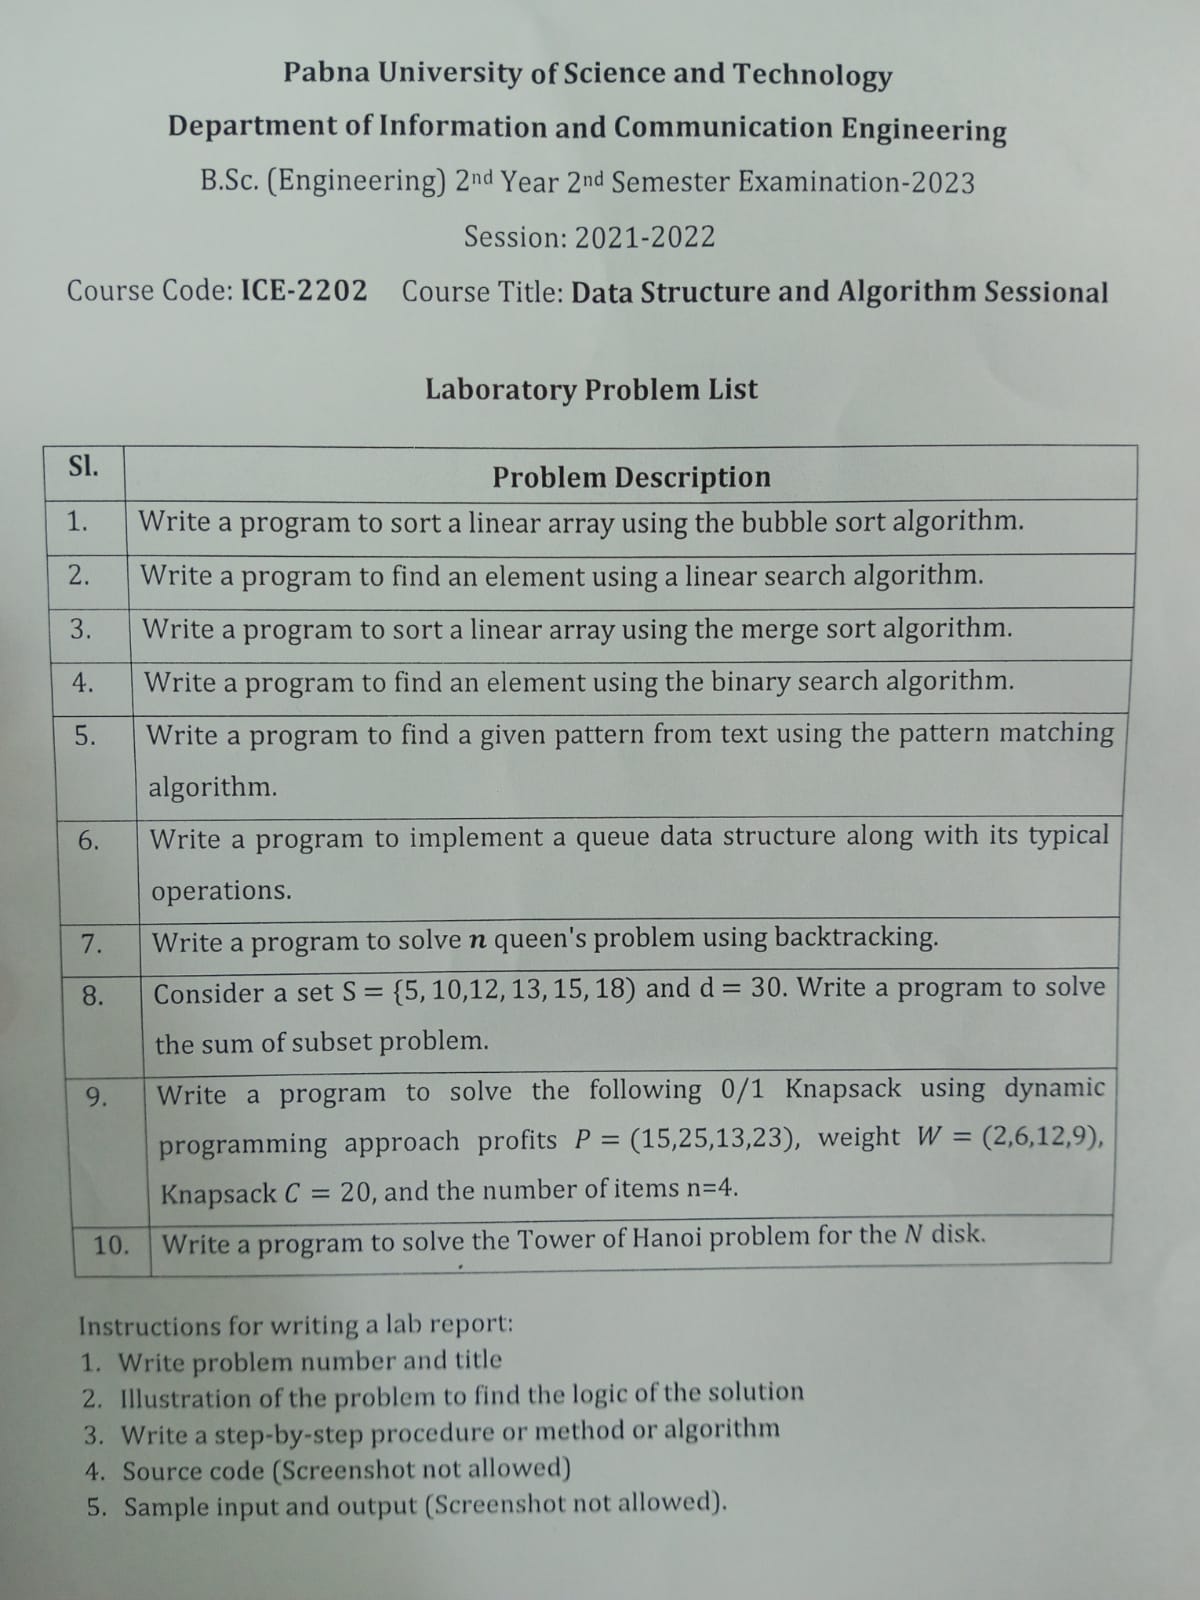 Pabna University of Science and Technology
Department of Information and Communication Engineering
B.Sc. (Engineering) 2nd Year 2nd Semester Examination-2023
Session: 2021-2022
Course Code: ICE-2202 Course Title: Data Structure and Algorithm Sessional
Laboratory Problem List
Sl. Problem Description
1. Write a program to sort a linear array using the bubble sort algorithm.
2. Write a program to find an element using a linear search algorithm.
3. Write a program to sort a linear array using the merge sort algorithm.
4. Write a program to find an element using the binary search algorithm.
5. Write a program to find a given pattern from text using the pattern matching
algorithm.
6. Write a program to implement a queue data structure along with its typical
operations.
7. Write a program to solve n queen's problem using backtracking.
8. Consider a set S = {5, 10,12, 13, 15, 18) and d = 30. Write a program to solve
the sum of subset problem.
9. Write a program to solve the following 0/1 Knapsack using dynamic
programming approach profits P = (15,25,13,23), weight W = (2,6,12,9),
Knapsack C = 20, and the number of items n=4.
10. Write a program to solve the Tower of Hanoi problem for the N disk.
Instructions for writing a lab report:
1. Write problem number and title
2. Illustration of the problem to find the logic of the solution
3. Write a step-by-step procedure or method or algorithm
4. Source code (Screenshot not allowed)
5. Sample input and output (Screenshot not allowed).